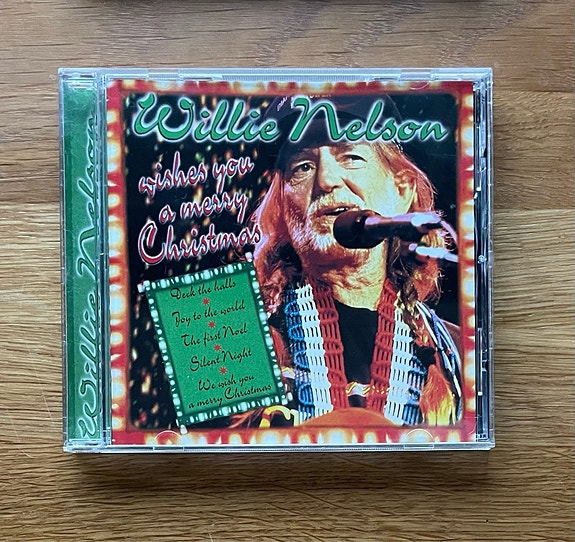 Willie Nelson
Willie Nelson
wishes you
a merry
Christmas
Deck the halls
Joy to the world
The first Noel
Silent Night
We wish you
a merry Christmas